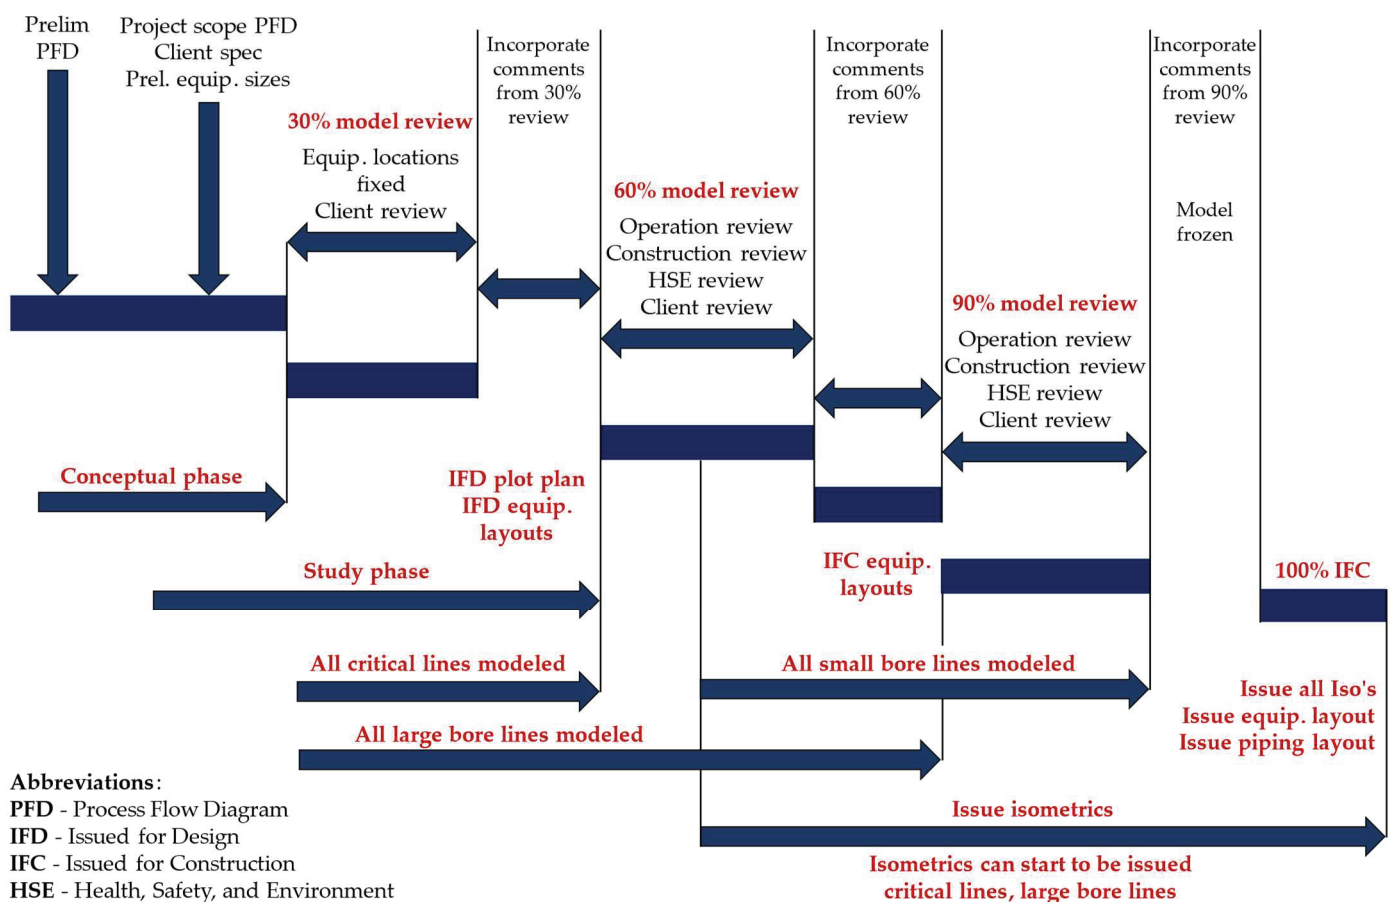 Prelim
PFD
Project scope PFD
Client spec
Prel. equip. sizes
30% model review
Equip. locations
fixed
Client review
Incorporate
comments
from 30%
review
60% model review
Operation review
Construction review
HSE review
Client review
Incorporate
comments
from 60%
review
90% model review
Operation review
Construction review
HSE review
Client review
Incorporate
comments
from 90%
review
Model
frozen
Conceptual phase
IFD plot plan
IFD equip.
layouts
Study phase
IFC equip.
layouts
100% IFC
All critical lines modeled
All small bore lines modeled
All large bore lines modeled
Issue all Iso's
Issue equip. layout
Issue piping layout
Issue isometrics
Isometrics can start to be issued
critical lines, large bore lines
Abbreviations:
PFD - Process Flow Diagram
IFD - Issued for Design
IFC - Issued for Construction
HSE - Health, Safety, and Environment